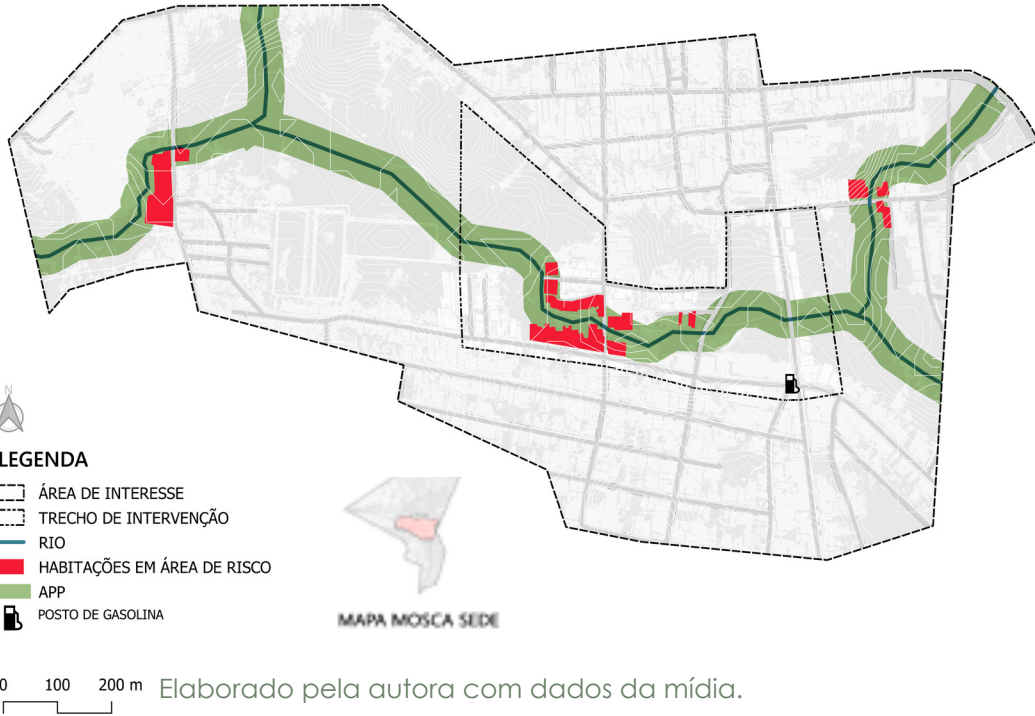 N
LEGENDA
ÁREA DE INTERESSE
TRECHO DE INTERVENÇÃO
RIO
HABITAÇÕES EM ÁREA DE RISCO
APP
POSTO DE GASOLINA
MAPA MOSCA SEDE
0 100 200 m
Elaborado pela autora com dados da mídia.